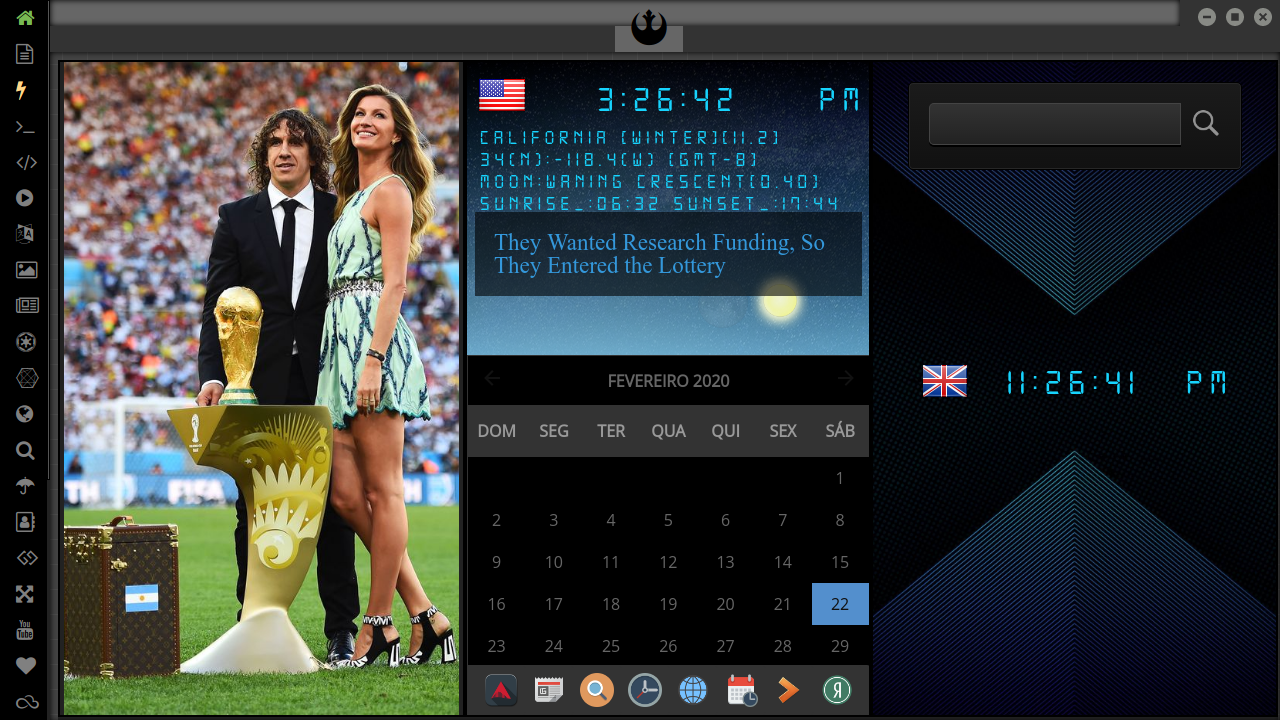 3:26:42 PM
CALIFORNIA [WINTER][11.2]
34[N]:-118.4[W] [GMT-8]
MOON:WANING CRESCENT[0.40]
SUNRISE_:06:32 SUNSET_:17:44
They Wanted Research Funding, So
They Entered the Lottery
FEVEREIRO 2020
DOM SEG TER QUA QUI SEX SÁB
1
2 3 4 5 6 7 8
9 10 11 12 13 14 15
16 17 18 19 20 21 22
23 24 25 26 27 28 29
11:26:41 PM
FIFA
You
Tube